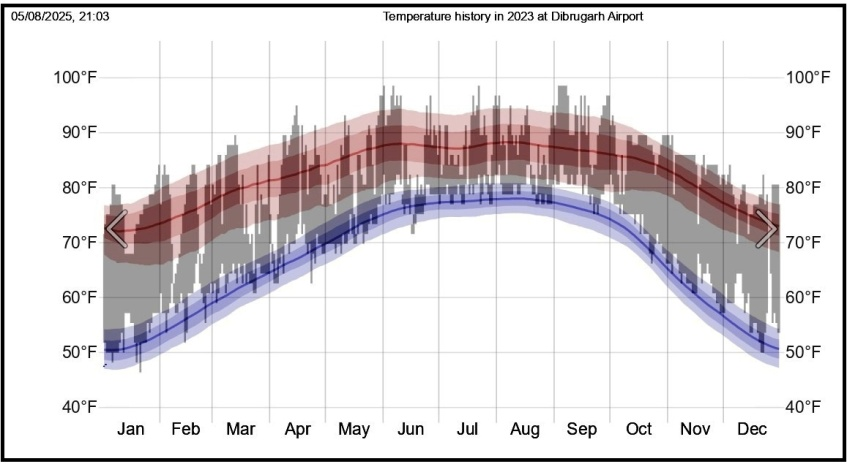 05/08/2025, 21:03
Temperature history in 2023 at Dibrugarh Airport
100°F 100°F
90°F 90°F
80°F 80°F
70°F 70°F
60°F 60°F
50°F 50°F
40°F 40°F
Jan Feb Mar Apr May Jun Jul Aug Sep Oct Nov Dec